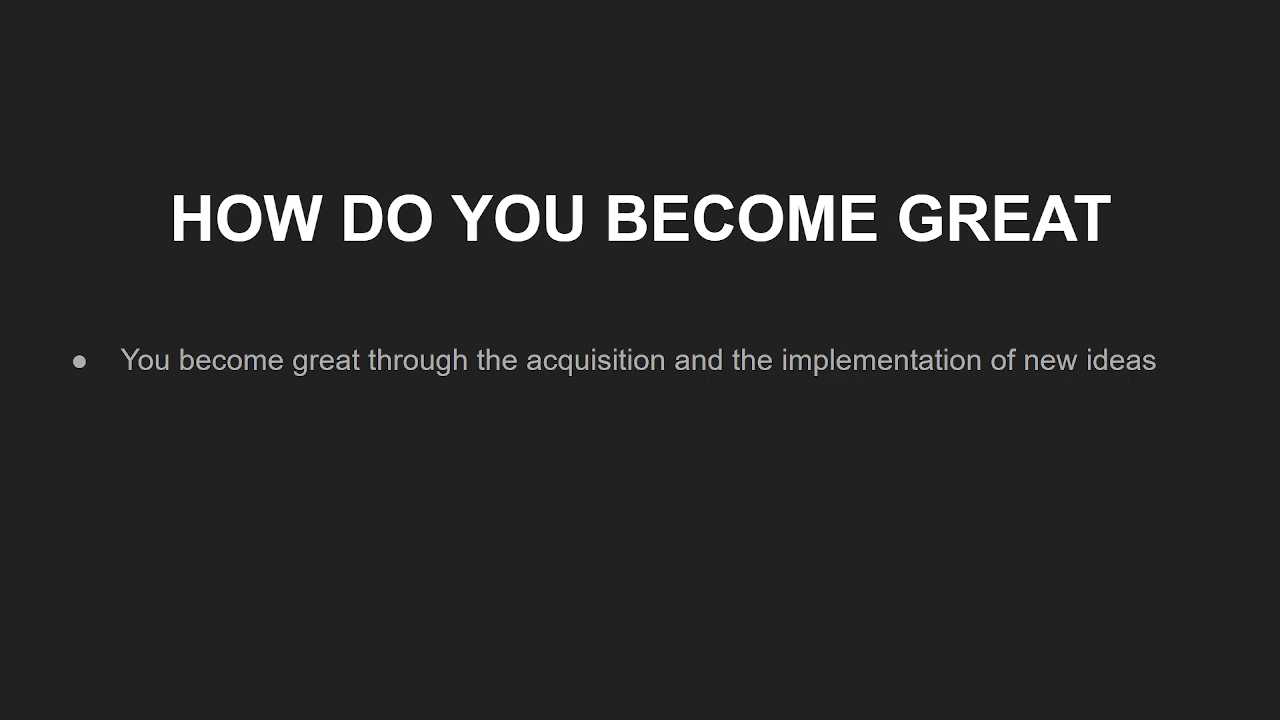 HOW DO YOU BECOME GREAT
● You become great through the acquisition and the implementation of new ideas